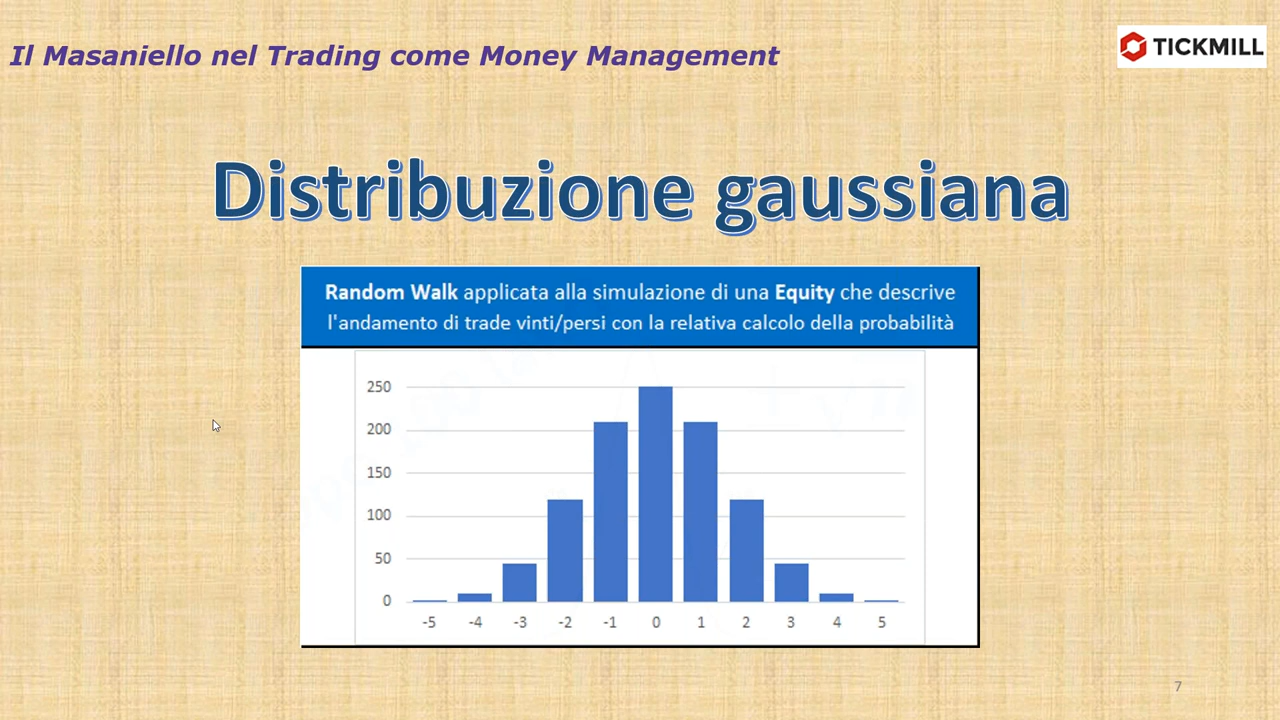 Il Masaniello nel Trading come Money Management
TICKMILL
Distribuzione gaussiana
Random Walk applicata alla simulazione di una Equity che descrive
l'andamento di trade vinti/persi con la relativa calcolo della probabilità
250
200
150
100
50
0
-5 -4 -3 -2 -1 0 1 2 3 4 5
7